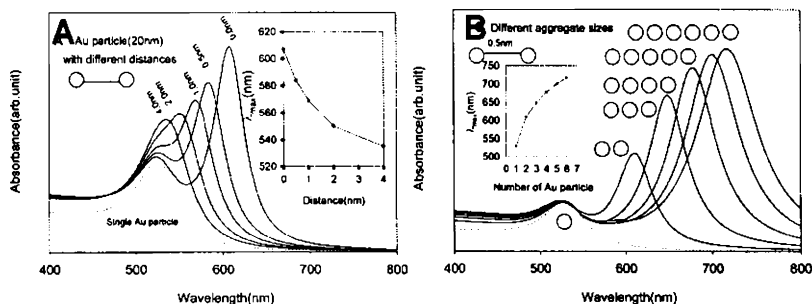 A
Au particle(20nm)
with different distances
4.0nm
2.0nm
1.0nm
0.5nm
0.0nm
Single Au particle
620
600
580
560
540
520
λmax(nm)
0 1 2 3 4
Distance(nm)
Absorbance(arb.unit)
400 500 600 700 800
Wavelength(nm)
B
Different aggregate sizes
0.5nm
750
700
650
600
550
500
λmax(nm)
0 1 2 3 4 5 6 7
Number of Au particle
Absorbance(arb.unit)
400 500 600 700 800
Wavelength(nm)